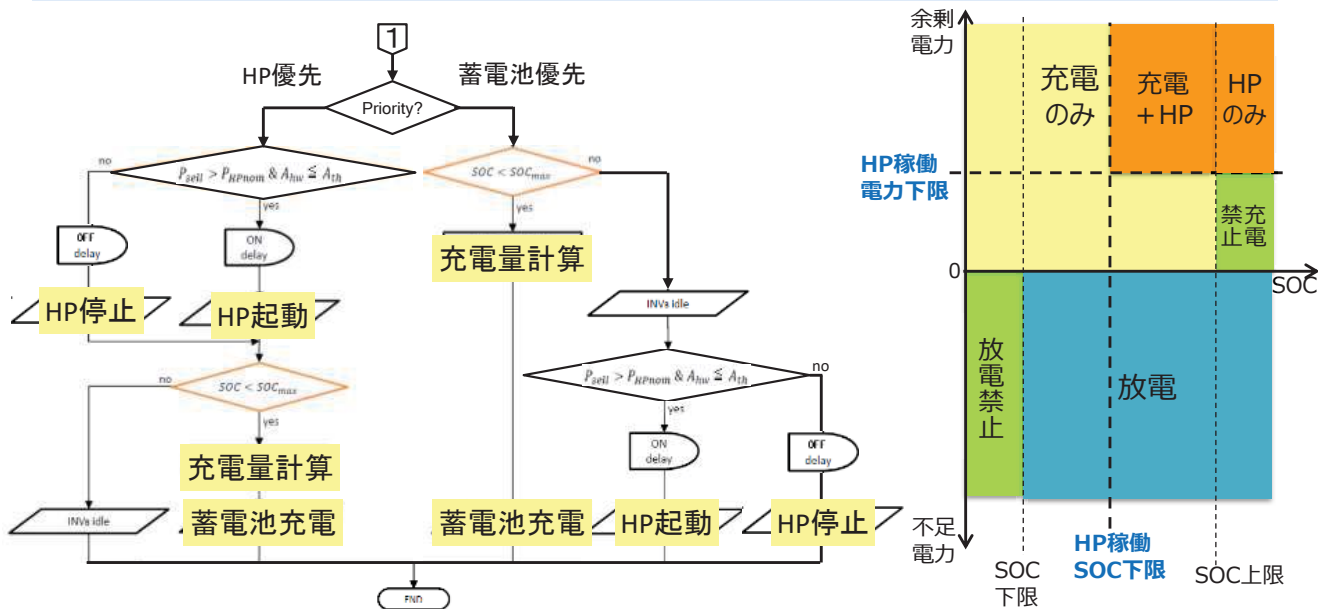 1
HP優先
蓄電池優先
Priority?
no
P_sell > P_HPnom & A_hw ≦ A_th
yes
SOC < SOC_max
no
yes
OFF
delay
ON
delay
充電量計算
HP停止
HP起動
INVs idle
no
SOC < SOC_max
yes
P_sell > P_HPnom & A_hw ≦ A_th
no
yes
充電量計算
ON
delay
OFF
delay
INVs idle
蓄電池充電
蓄電池充電
HP起動
HP停止
END
余剰
電力
充電
のみ
充電
+HP
HP
のみ
HP稼働
電力下限
充電
禁止
0
SOC
放電禁止
放電
不足
電力
SOC
下限
HP稼働
SOC下限
SOC上限